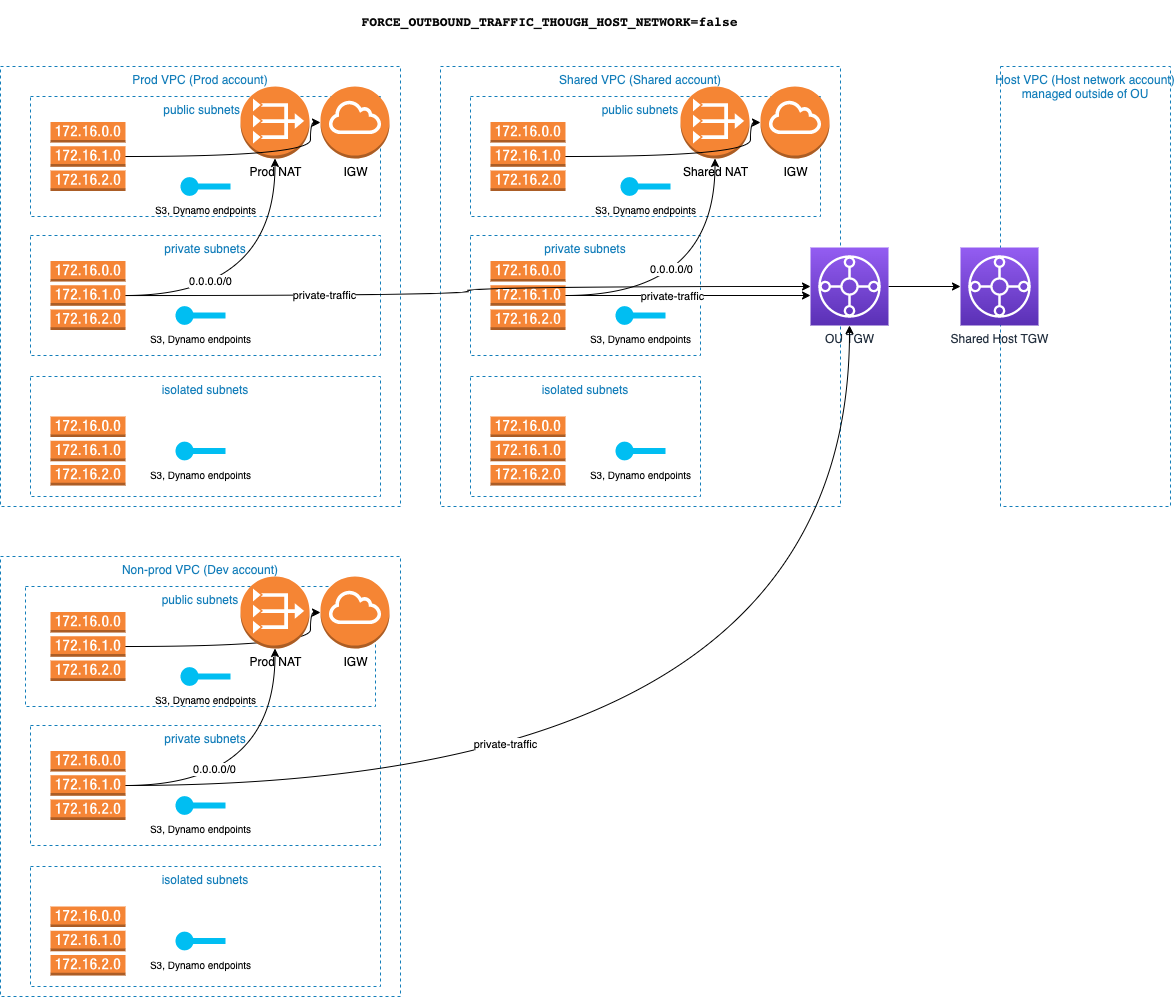 FORCE_OUTBOUND_TRAFFIC_THOUGH_HOST_NETWORK=false
Prod VPC (Prod account)
public subnets
172.16.0.0
172.16.1.0
172.16.2.0
Prod NAT
IGW
S3, Dynamo endpoints
private subnets
172.16.0.0
172.16.1.0
172.16.2.0
0.0.0.0/0
private-traffic
S3, Dynamo endpoints
isolated subnets
172.16.0.0
172.16.1.0
172.16.2.0
S3, Dynamo endpoints
Shared VPC (Shared account)
public subnets
172.16.0.0
172.16.1.0
172.16.2.0
Shared NAT
IGW
S3, Dynamo endpoints
private subnets
172.16.0.0
172.16.1.0
172.16.2.0
0.0.0.0/0
private-traffic
S3, Dynamo endpoints
isolated subnets
172.16.0.0
172.16.1.0
172.16.2.0
S3, Dynamo endpoints
OU TGW
Host VPC (Host network account)
managed outside of OU
Shared Host TGW
Non-prod VPC (Dev account)
public subnets
172.16.0.0
172.16.1.0
172.16.2.0
Prod NAT
IGW
S3, Dynamo endpoints
private subnets
172.16.0.0
172.16.1.0
172.16.2.0
0.0.0.0/0
private-traffic
S3, Dynamo endpoints
isolated subnets
172.16.0.0
172.16.1.0
172.16.2.0
S3, Dynamo endpoints